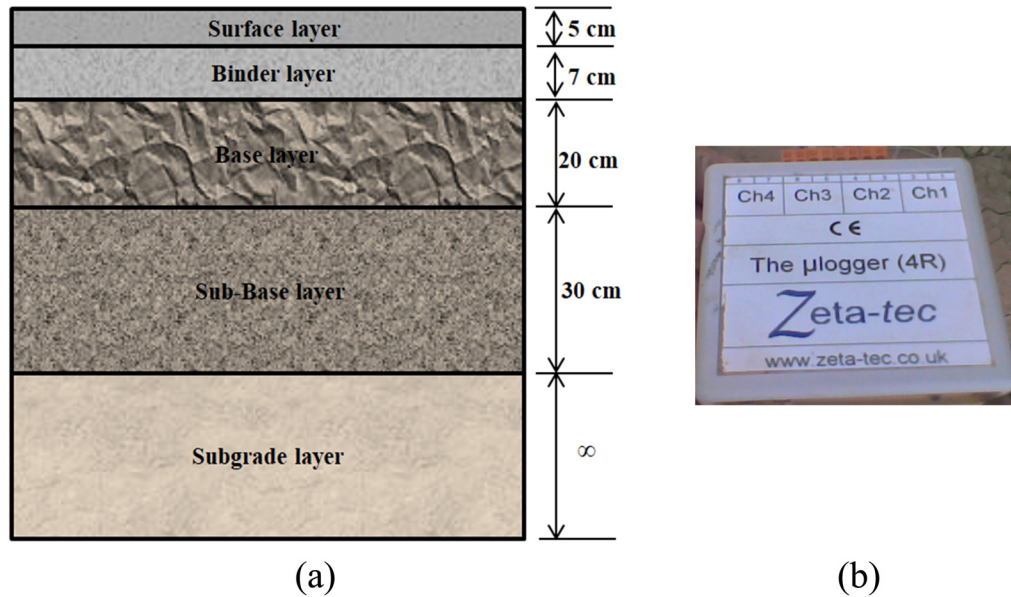 Surface layer
5 cm
Binder layer
7 cm
Base layer
20 cm
Sub-Base layer
30 cm
Subgrade layer
∞
(a)
Ch4 Ch3 Ch2 Ch1
CE
The µlogger (4R)
Zeta-tec
www.zeta-tec.co.uk
(b)